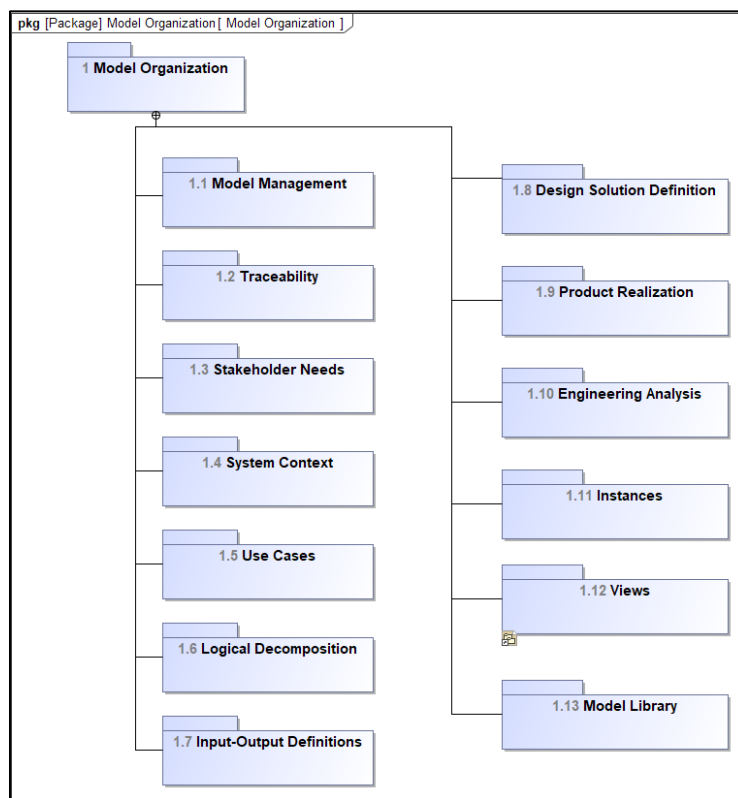 pkg [Package] Model Organization [ Model Organization ]
1 Model Organization
1.1 Model Management
1.2 Traceability
1.3 Stakeholder Needs
1.4 System Context
1.5 Use Cases
1.6 Logical Decomposition
1.7 Input-Output Definitions
1.8 Design Solution Definition
1.9 Product Realization
1.10 Engineering Analysis
1.11 Instances
1.12 Views
1.13 Model Library